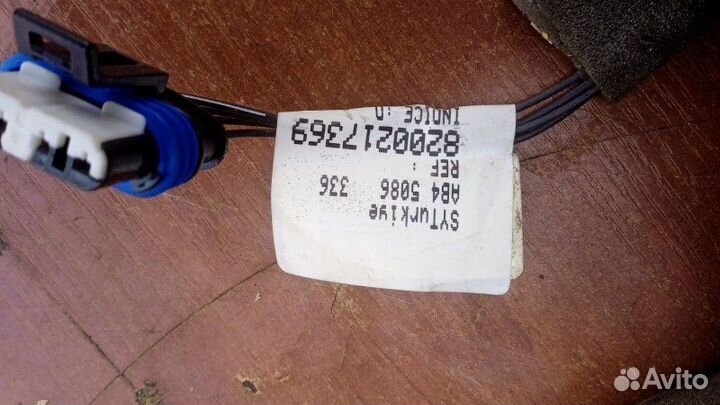 SYTurkiye
AB4 5086 336
REF :
8200217369
INDICE :D
Avito